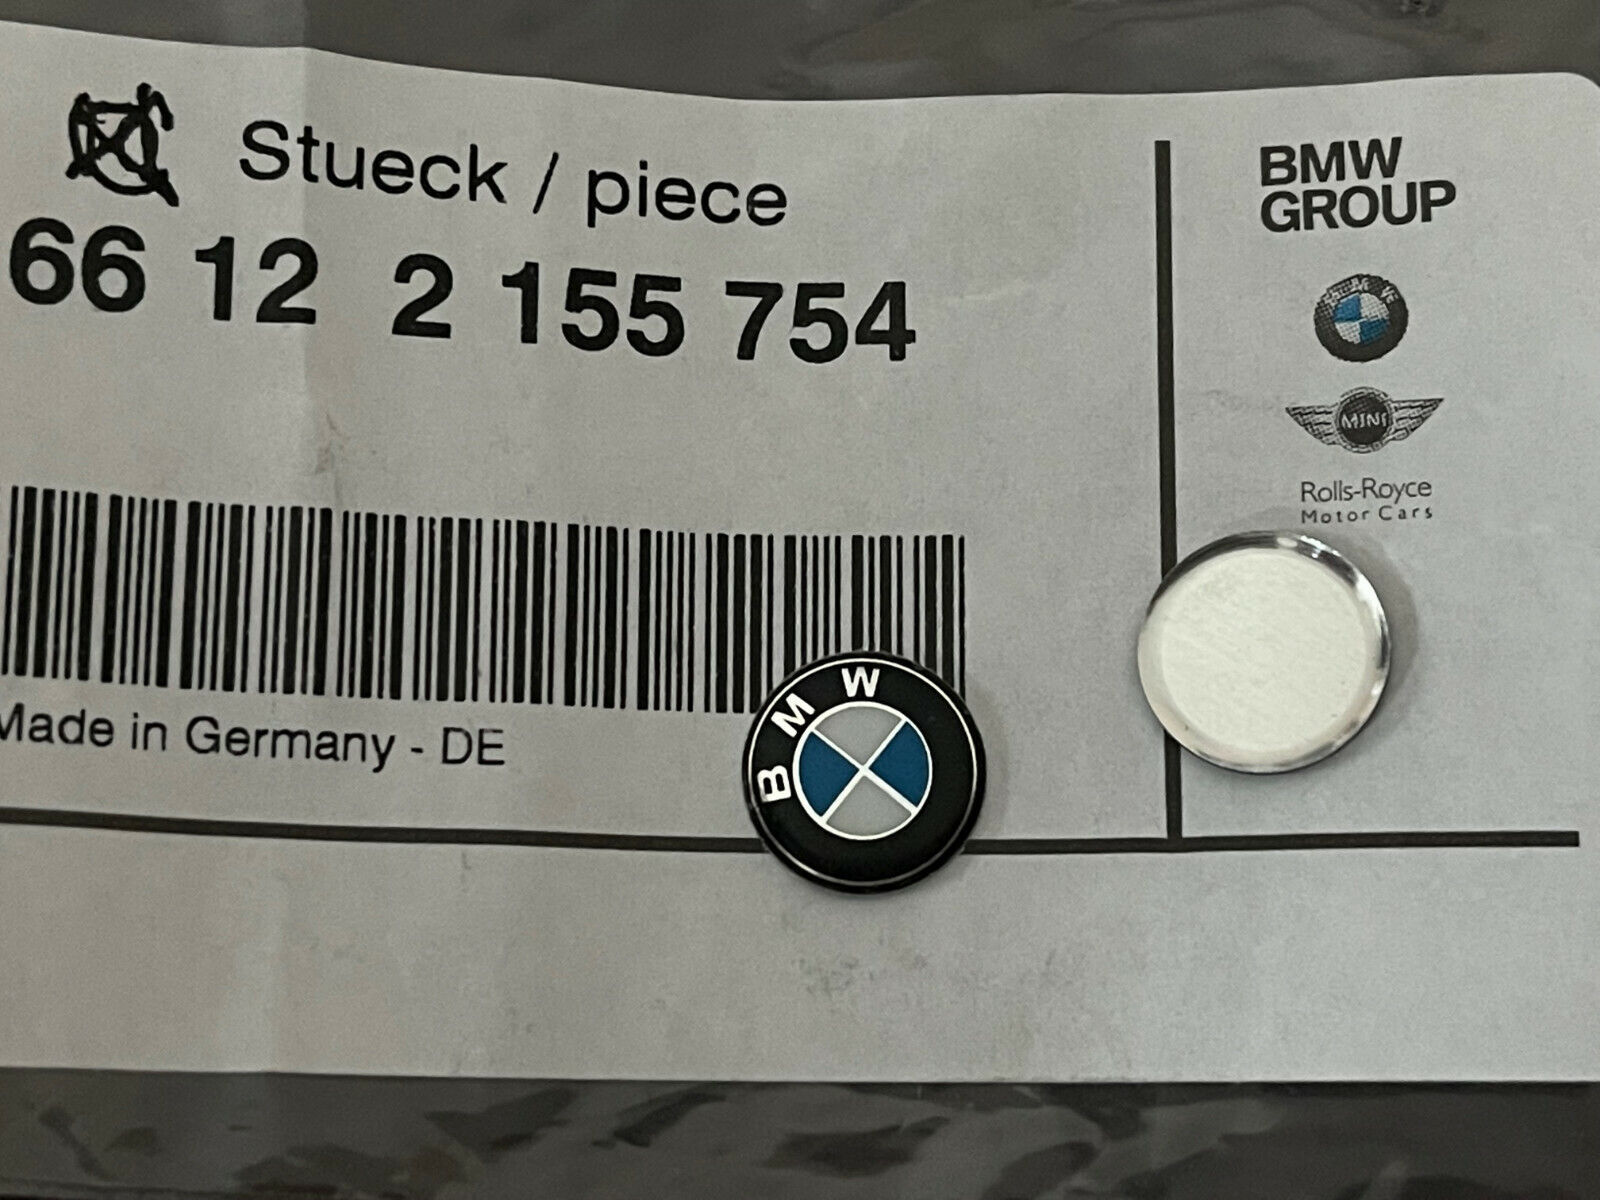 Stueck / piece
66 12 2 155 754
Made in Germany - DE
BMW
GROUP
BMW
MINI
Rolls-Royce
Motor Cars
BMW